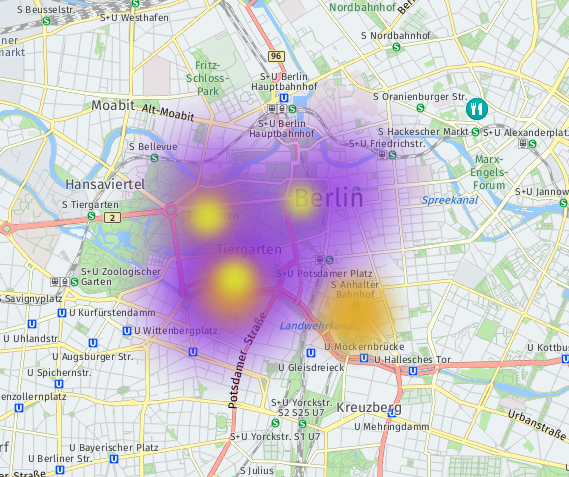 S Beusselstr.
S+U Westhafen
Nordbahnhof
S Nordbahnhof
96
Fritz-
Schloss-
Park
S+U Berlin
Hauptbahnhof
Moabit
Alt-Moabit
S Oranienburger Str.
S+U Berlin
Hauptbahnhof
S Hackescher Markt
S+U Alexanderplat
S Bellevue
S+U Friedrichstr.
Marx-
Engels-
Forum
Hansaviertel
S+U Jannow
S Tiergarten
2
Berlin
Spreekanal
Tiergarten
S+U Zoologischer
Garten
S+U Potsdamer Platz
S Anhalter
Bahnhof
S Savignyplatz
U Kurfürstendamm
Landwehrkanal
U Wittenbergplatz
U Uhlandstr.
U Mockernbrücke
U Kottbus
U Augsburger Str.
U Hallesches Tor
U Spichernstr.
U Gleisdreieck
Potsdamer Straße
enzollernplatz
S+U Yorckstr.
S2 S25 U7
Kreuzberg
U Mehringdamm
Urbanstraße
S+U Yorckstr. S1 U7
U Bayerischer Platz
U Berliner Str.
S Julius